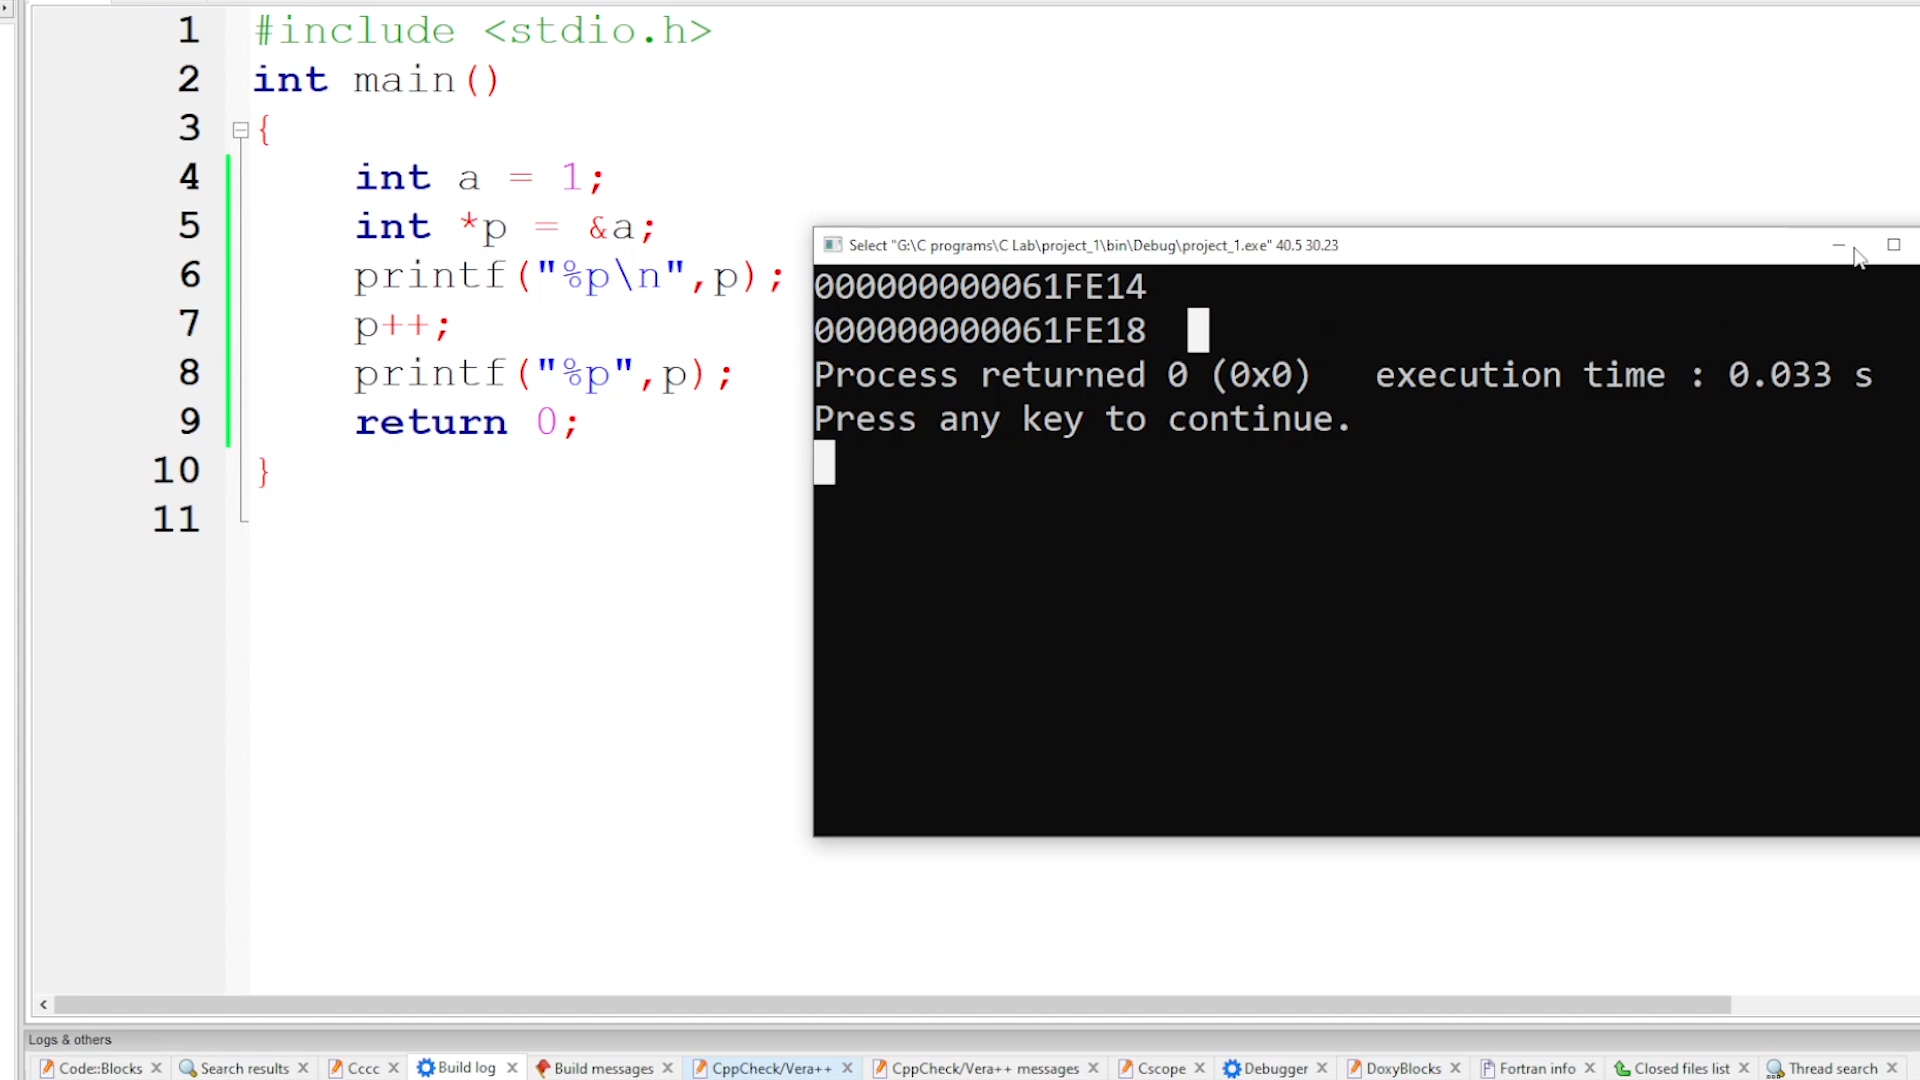 1 #include <stdio.h>
2 int main()
3 {
4 int a = 1;
5 int *p = &a;
6 printf("%p\n",p);
7 p++;
8 printf("%p",p);
9 return 0;
10 }
11
Select "G:\C programs\C Lab\project_1\bin\Debug\project_1.exe" 40.5 30.23
000000000061FE14
000000000061FE18
Process returned 0 (0x0)   execution time : 0.033 s
Press any key to continue.
Logs & others
Code::Blocks Search results Cccc Build log Build messages CppCheck/Vera++ CppCheck/Vera++ messages Cscope Debugger DoxyBlocks Fortran info Closed files list Thread search